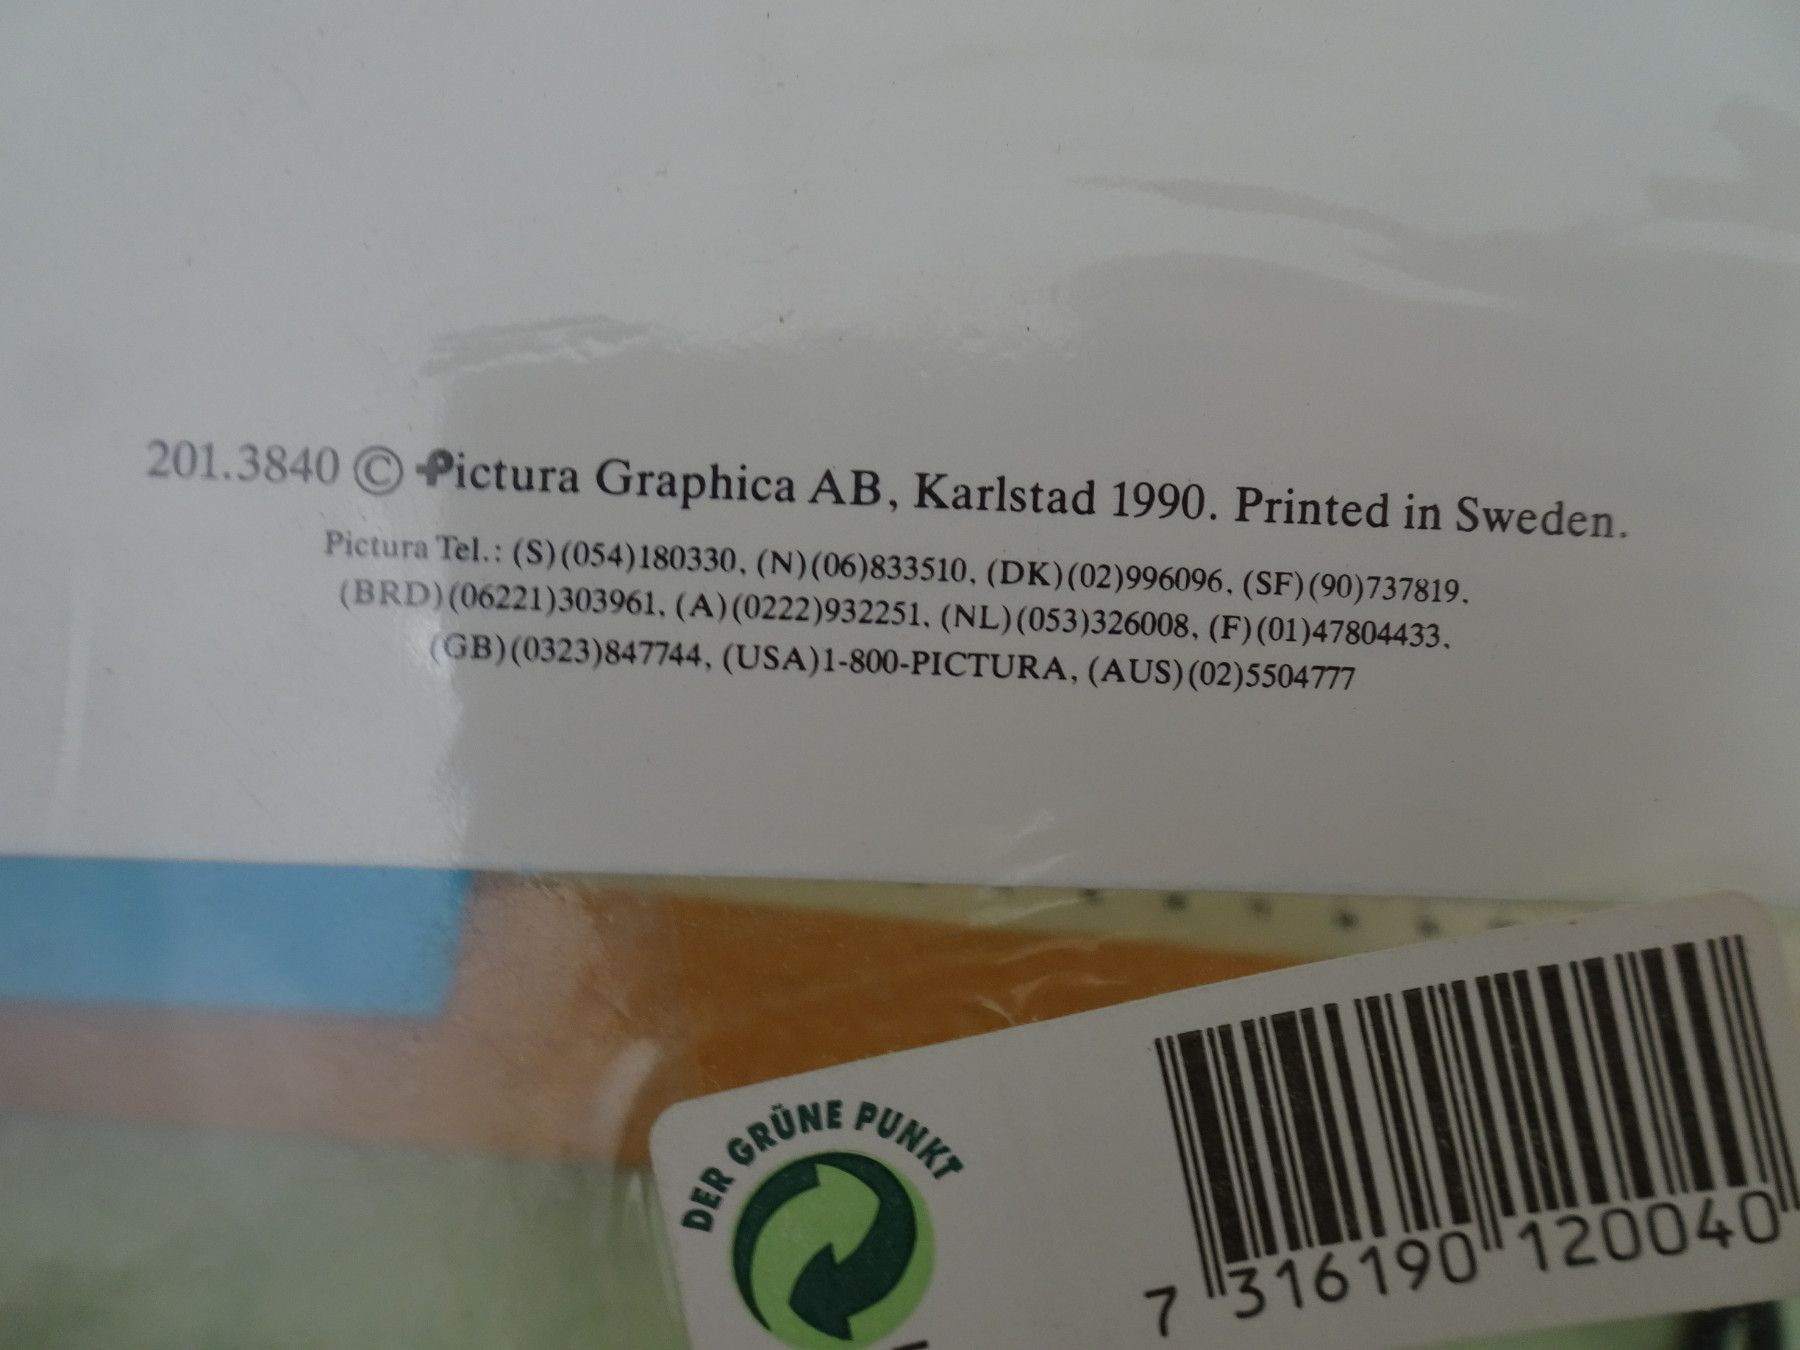 201.3840 © Pictura Graphica AB, Karlstad 1990. Printed in Sweden.
Pictura Tel.: (S)(054)180330, (N)(06)833510, (DK)(02)996096, (SF)(90)737819.
(BRD)(06221)303961, (A)(0222)932251, (NL)(053)326008, (F)(01)47804433.
(GB)(0323)847744, (USA)1-800-PICTURA, (AUS)(02)5504777
DER GRÜNE PUNKT
7 316190 120040